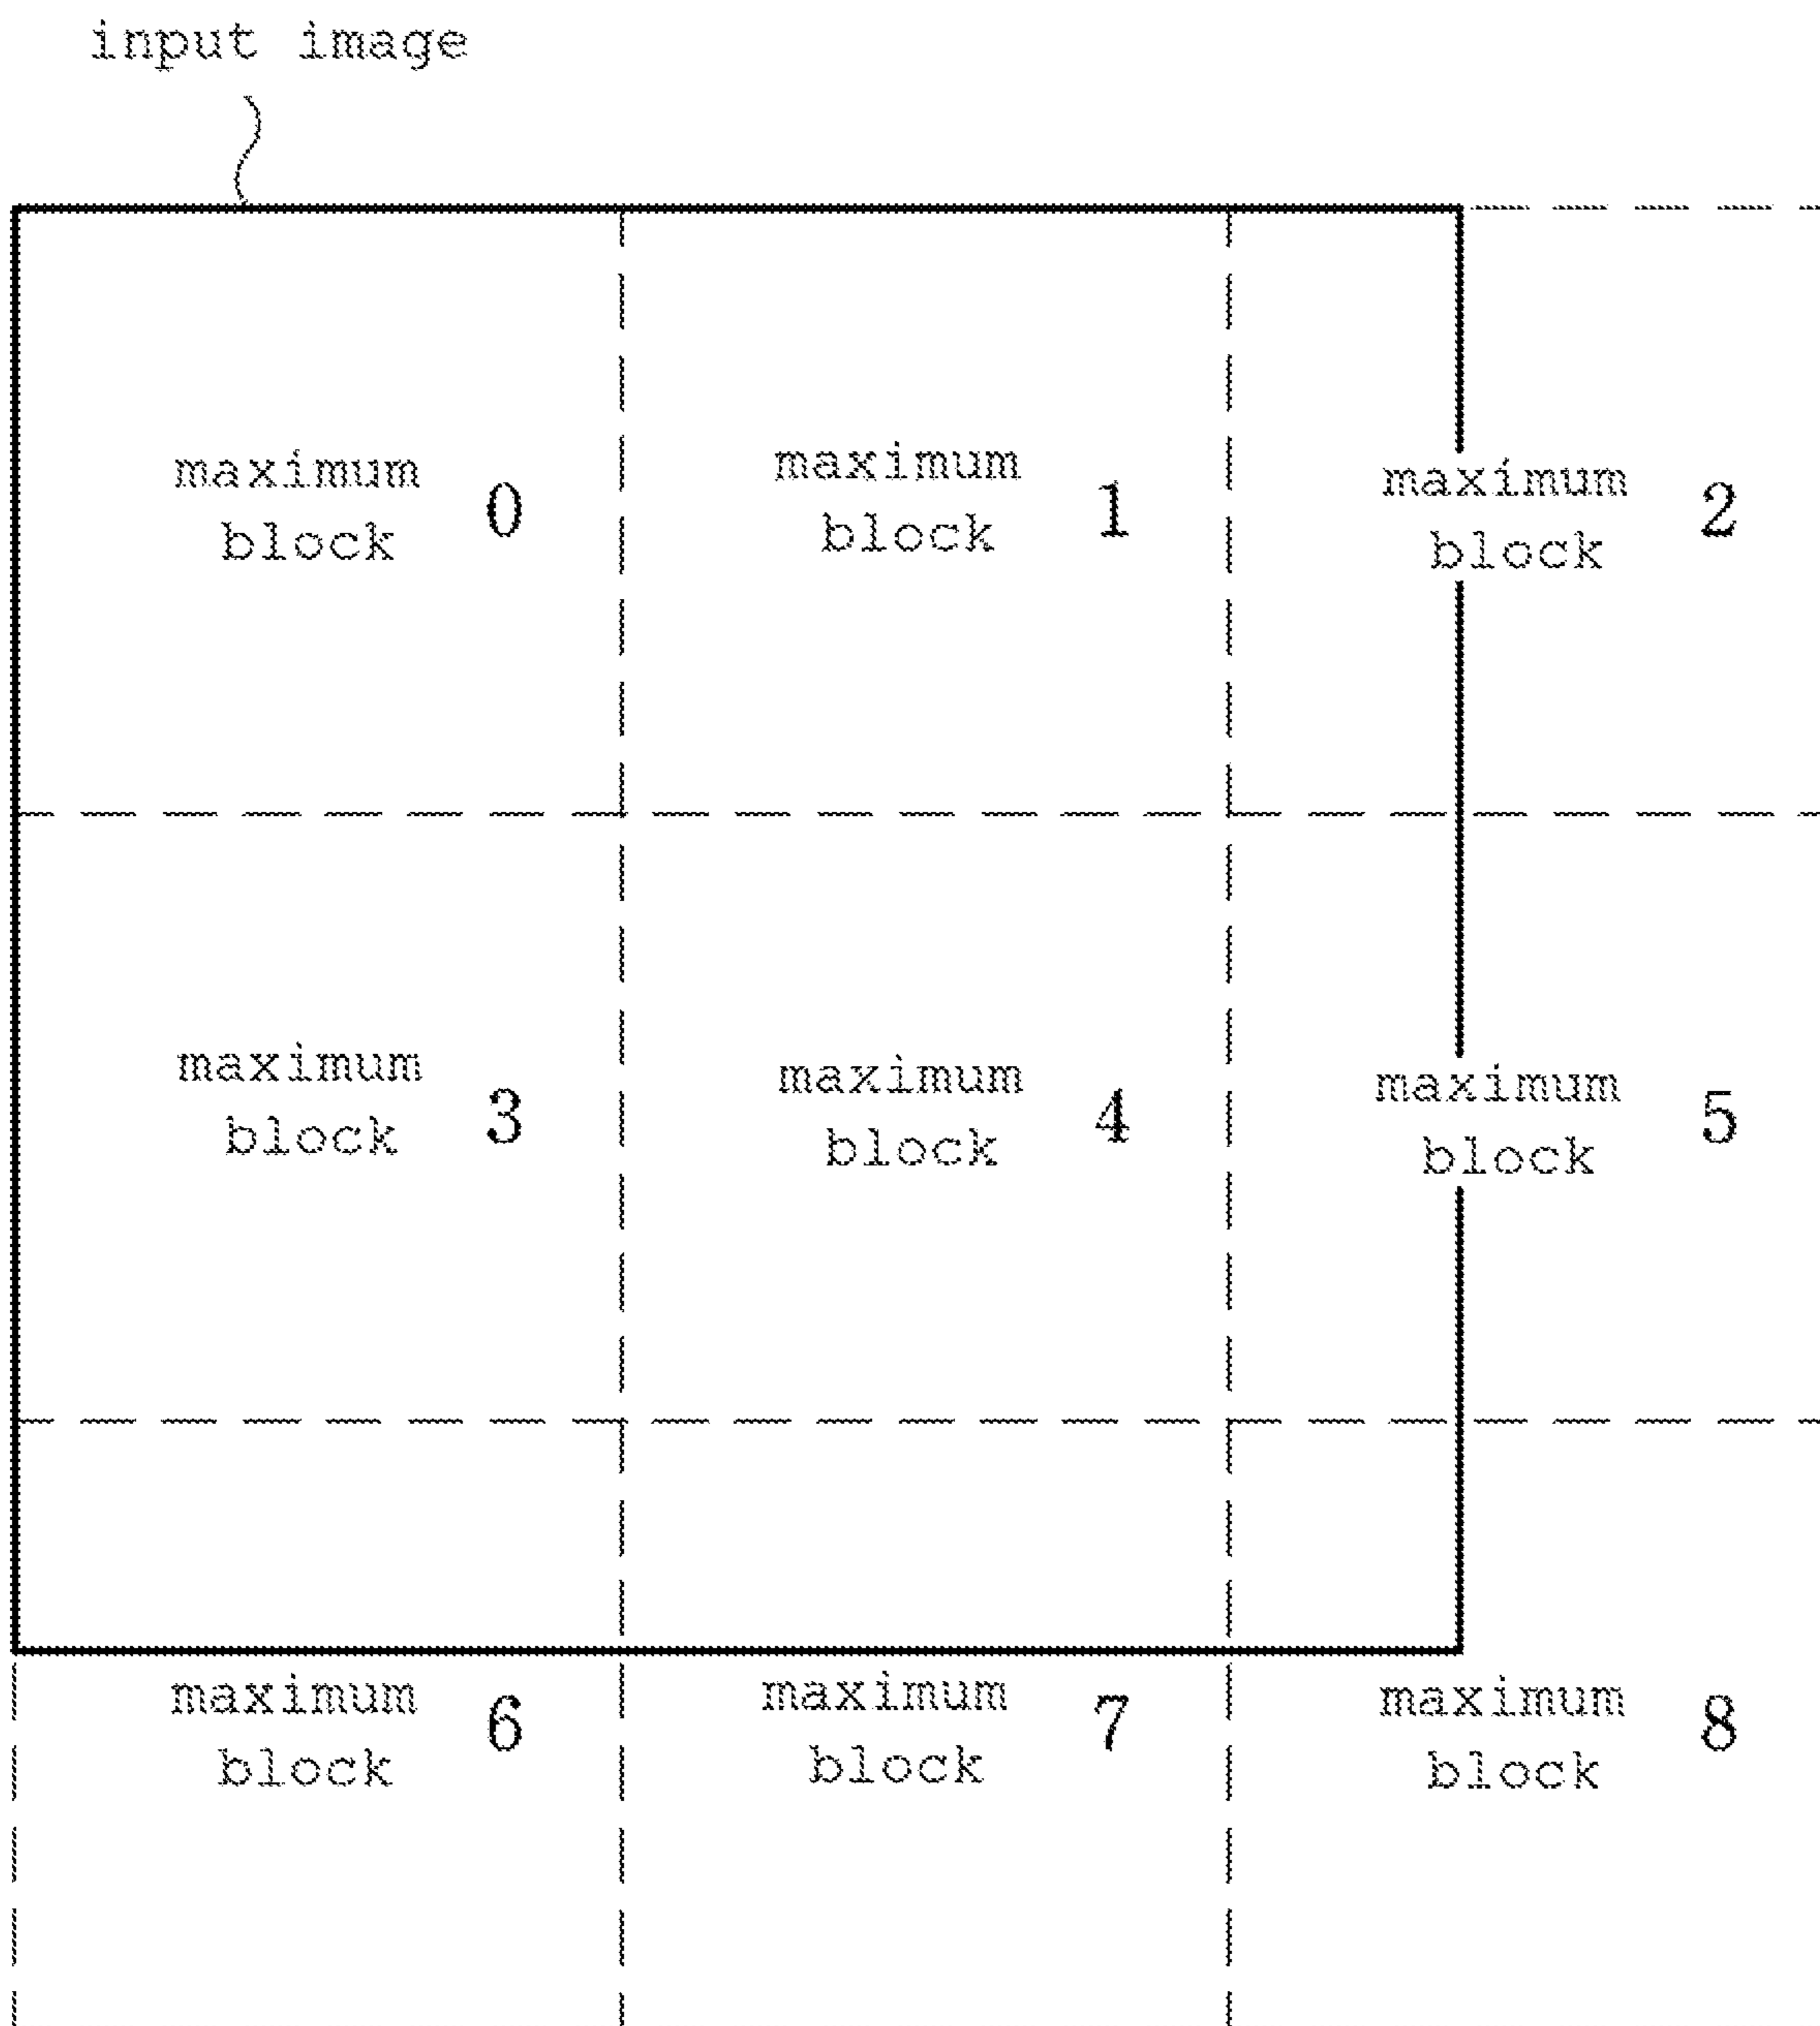 input image
maximum
block 0
maximum
block 1
maximum
block 2
maximum
block 3
maximum
block 4
maximum
block 5
maximum
block 6
maximum
block 7
maximum
block 8